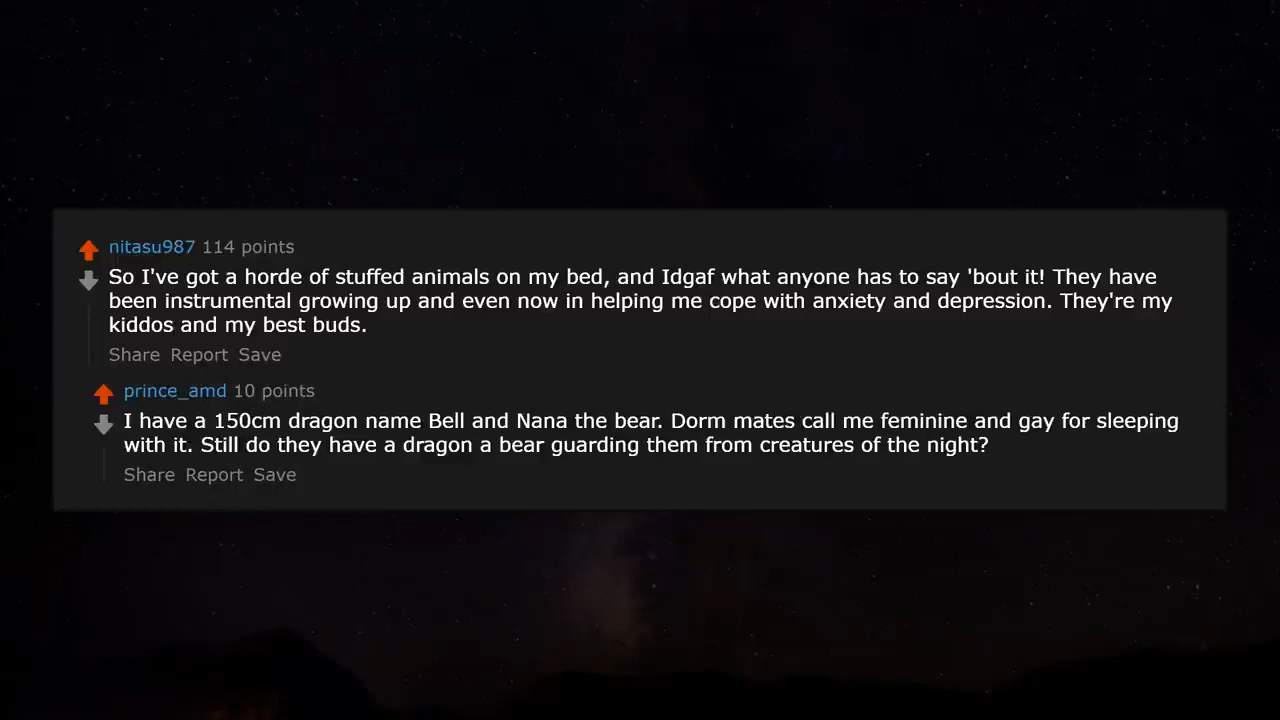 nitasu987 114 points
So I've got a horde of stuffed animals on my bed, and Idgaf what anyone has to say 'bout it! They have
been instrumental growing up and even now in helping me cope with anxiety and depression. They're my
kiddos and my best buds.
Share Report Save
prince_amd 10 points
I have a 150cm dragon name Bell and Nana the bear. Dorm mates call me feminine and gay for sleeping
with it. Still do they have a dragon a bear guarding them from creatures of the night?
Share Report Save